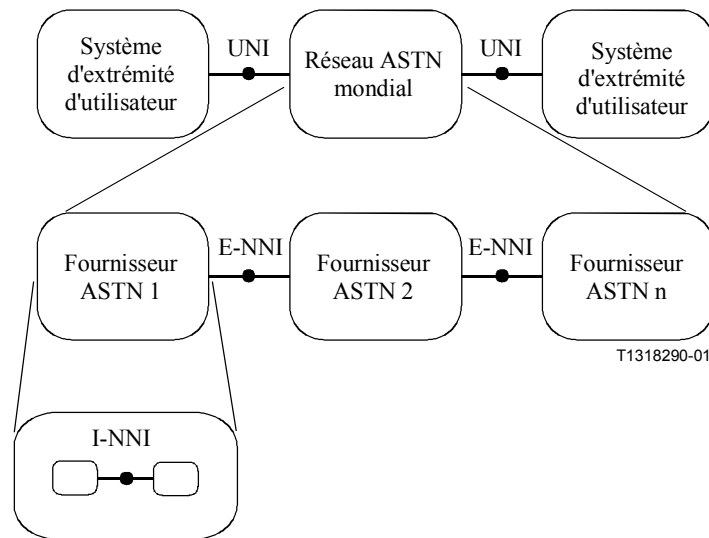 Système
d'extrémité
d'utilisateur
UNI
Réseau ASTN
mondial
UNI
Système
d'extrémité
d'utilisateur
Fournisseur
ASTN 1
E-NNI
Fournisseur
ASTN 2
E-NNI
Fournisseur
ASTN n
T1318290-01
I-NNI